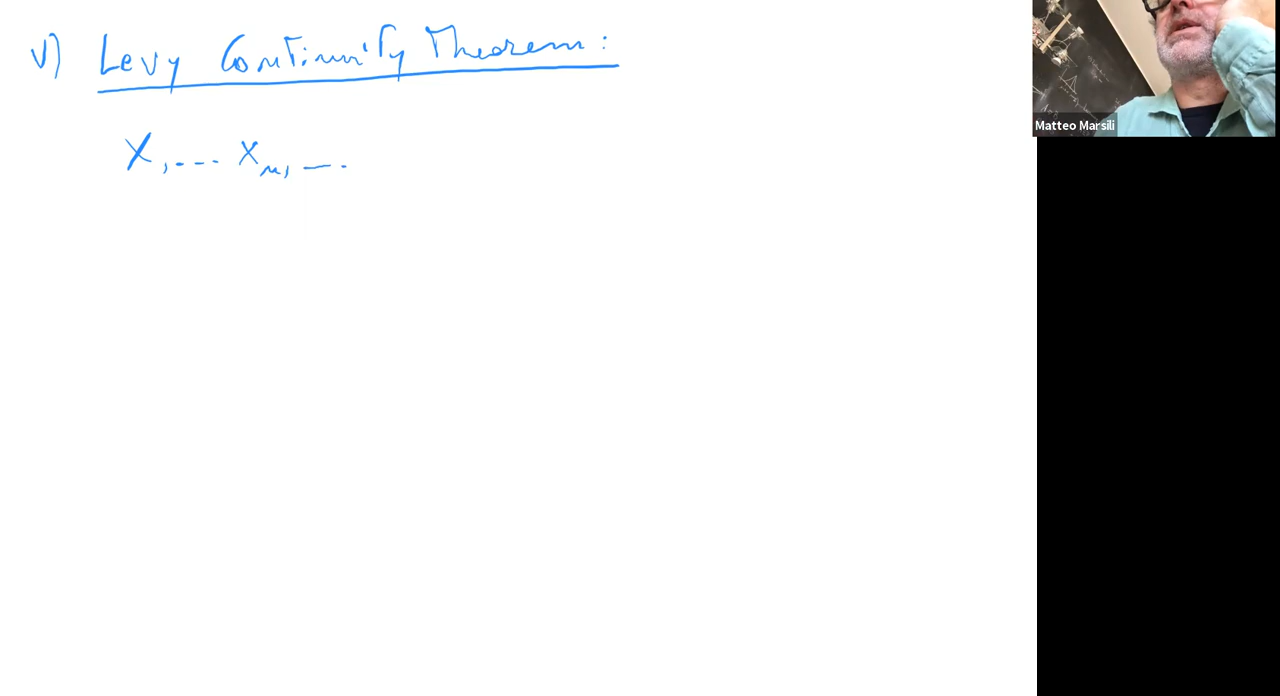 v) Levy Continuity Theorem:
X, ... Xn, ....
Matteo Marsili